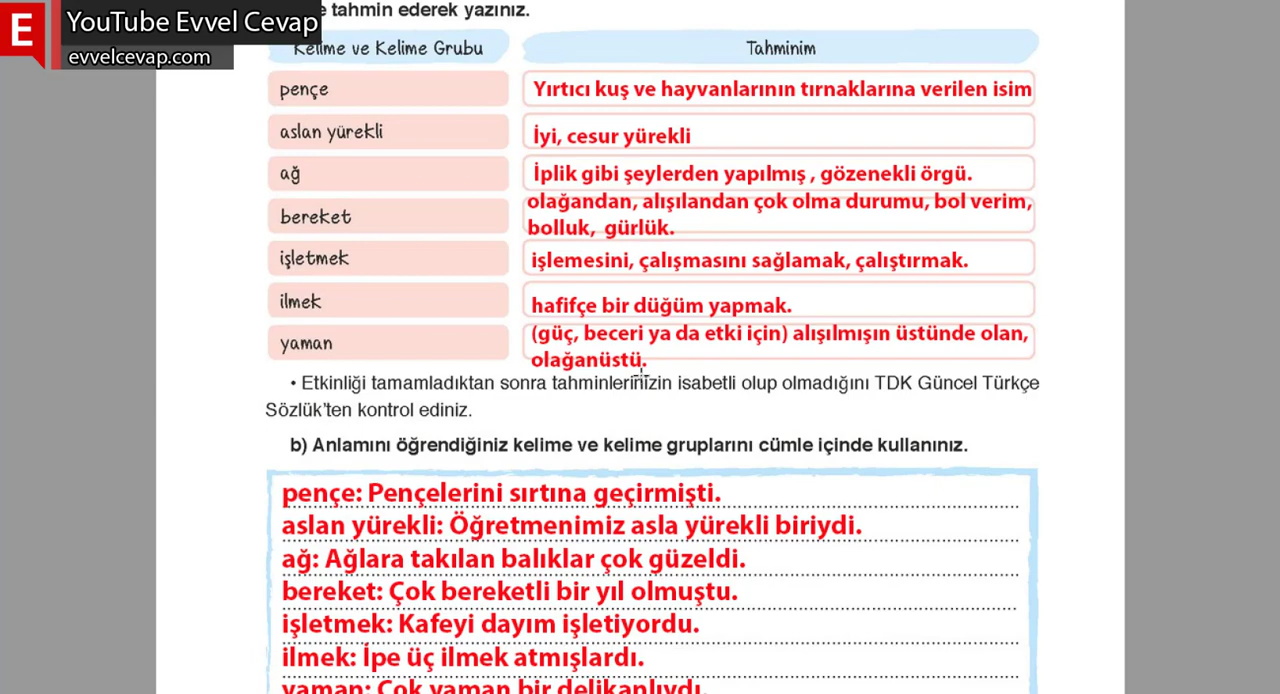 E YouTube Evvel Cevap
evvelcevap.com
e tahmin ederek yazınız.
Kelime ve Kelime Grubu Tahminim
pençe Yırtıcı kuş ve hayvanlarının tırnaklarına verilen isim
aslan yürekli İyi, cesur yürekli
ağ İplik gibi şeylerden yapılmış , gözenekli örgü.
bereket olağandan, alışılandan çok olma durumu, bol verim,
bolluk, gürlük.
işletmek işlemesini, çalışmasını sağlamak, çalıştırmak.
ilmek hafifçe bir düğüm yapmak.
yaman (güç, beceri ya da etki için) alışılmışın üstünde olan,
olağanüstü.
• Etkinliği tamamladıktan sonra tahminlerinizin isabetli olup olmadığını TDK Güncel Türkçe
Sözlük'ten kontrol ediniz.
b) Anlamını öğrendiğiniz kelime ve kelime gruplarını cümle içinde kullanınız.
pençe: Pençelerini sırtına geçirmişti.
aslan yürekli: Öğretmenimiz asla yürekli biriydi.
ağ: Ağlara takılan balıklar çok güzeldi.
bereket: Çok bereketli bir yıl olmuştu.
işletmek: Kafeyi dayım işletiyordu.
ilmek: İpe üç ilmek atmışlardı.
yaman: Çok yaman bir delikanlıydı.